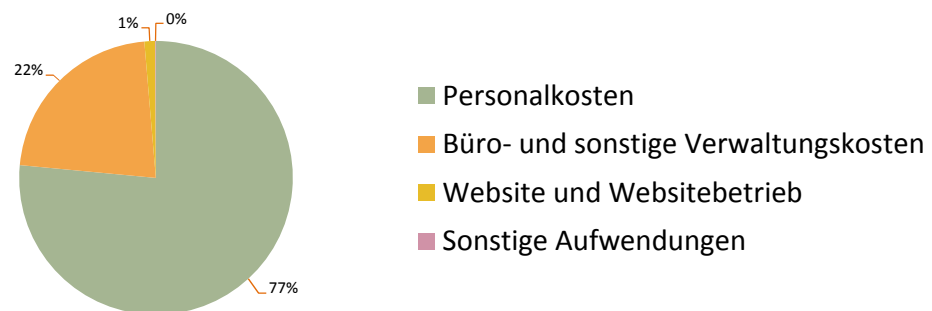 1%
0%
22%
77%
Personalkosten
Büro- und sonstige Verwaltungskosten
Website und Websitebetrieb
Sonstige Aufwendungen